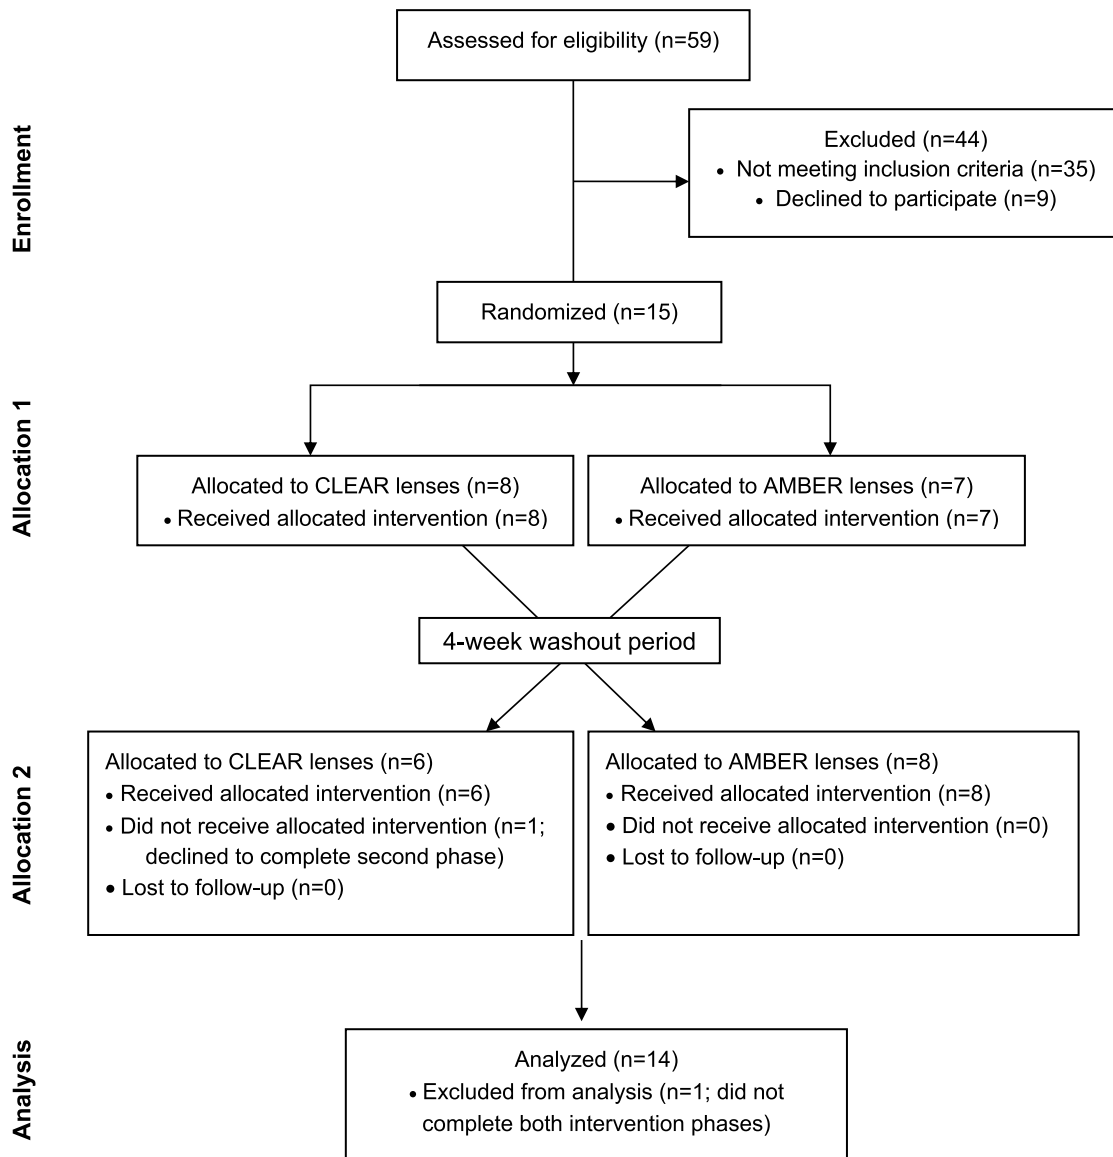 Assessed for eligibility (n=59)
Enrollment
Excluded (n=44)
• Not meeting inclusion criteria (n=35)
• Declined to participate (n=9)
Randomized (n=15)
Allocation 1
Allocated to CLEAR lenses (n=8)
• Received allocated intervention (n=8)
Allocated to AMBER lenses (n=7)
• Received allocated intervention (n=7)
4-week washout period
Allocation 2
Allocated to CLEAR lenses (n=6)
• Received allocated intervention (n=6)
• Did not receive allocated intervention (n=1;
declined to complete second phase)
• Lost to follow-up (n=0)
Allocated to AMBER lenses (n=8)
• Received allocated intervention (n=8)
• Did not receive allocated intervention (n=0)
• Lost to follow-up (n=0)
Analysis
Analyzed (n=14)
• Excluded from analysis (n=1; did not
complete both intervention phases)